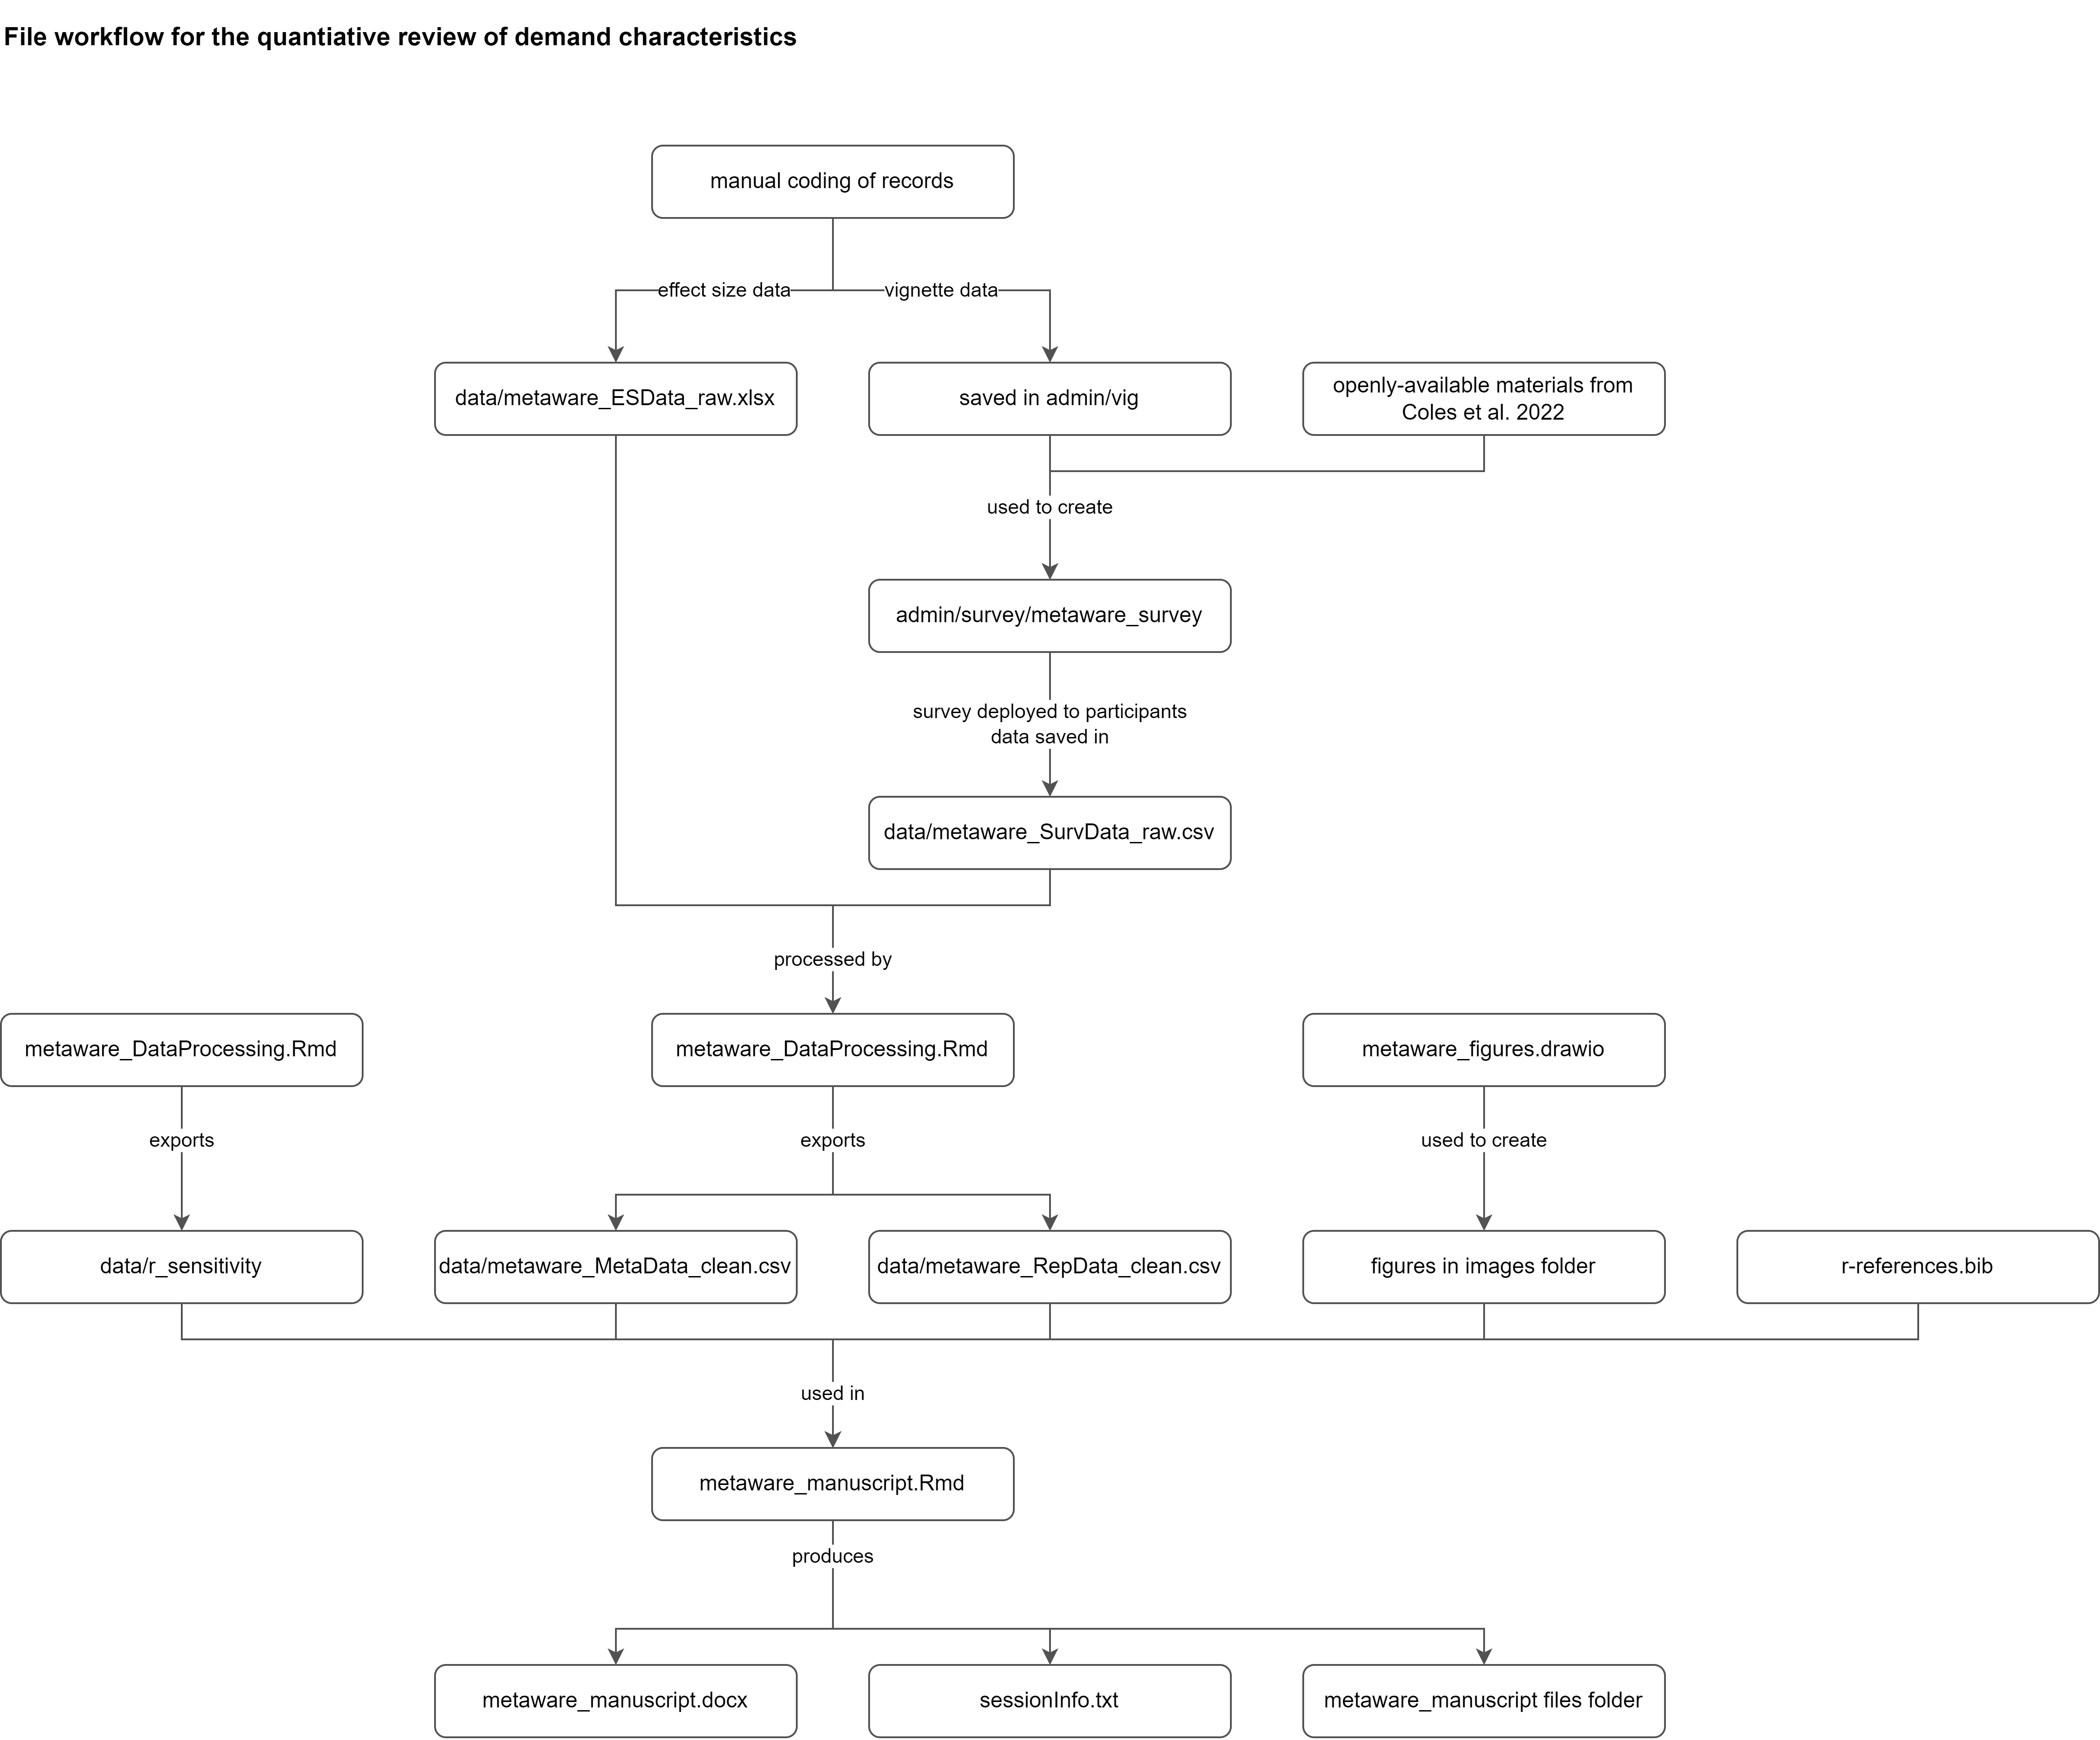 File workflow for the quantiative review of demand characteristics
manual coding of records
effect size data
vignette data
data/metaware_ESData_raw.xlsx
saved in admin/vig
openly-available materials from
Coles et al. 2022
used to create
admin/survey/metaware_survey
survey deployed to participants
data saved in
data/metaware_SurvData_raw.csv
processed by
metaware_DataProcessing.Rmd
metaware_DataProcessing.Rmd
metaware_figures.drawio
exports
exports
used to create
data/r_sensitivity
data/metaware_MetaData_clean.csv
data/metaware_RepData_clean.csv
figures in images folder
r-references.bib
used in
metaware_manuscript.Rmd
produces
metaware_manuscript.docx
sessionInfo.txt
metaware_manuscript files folder